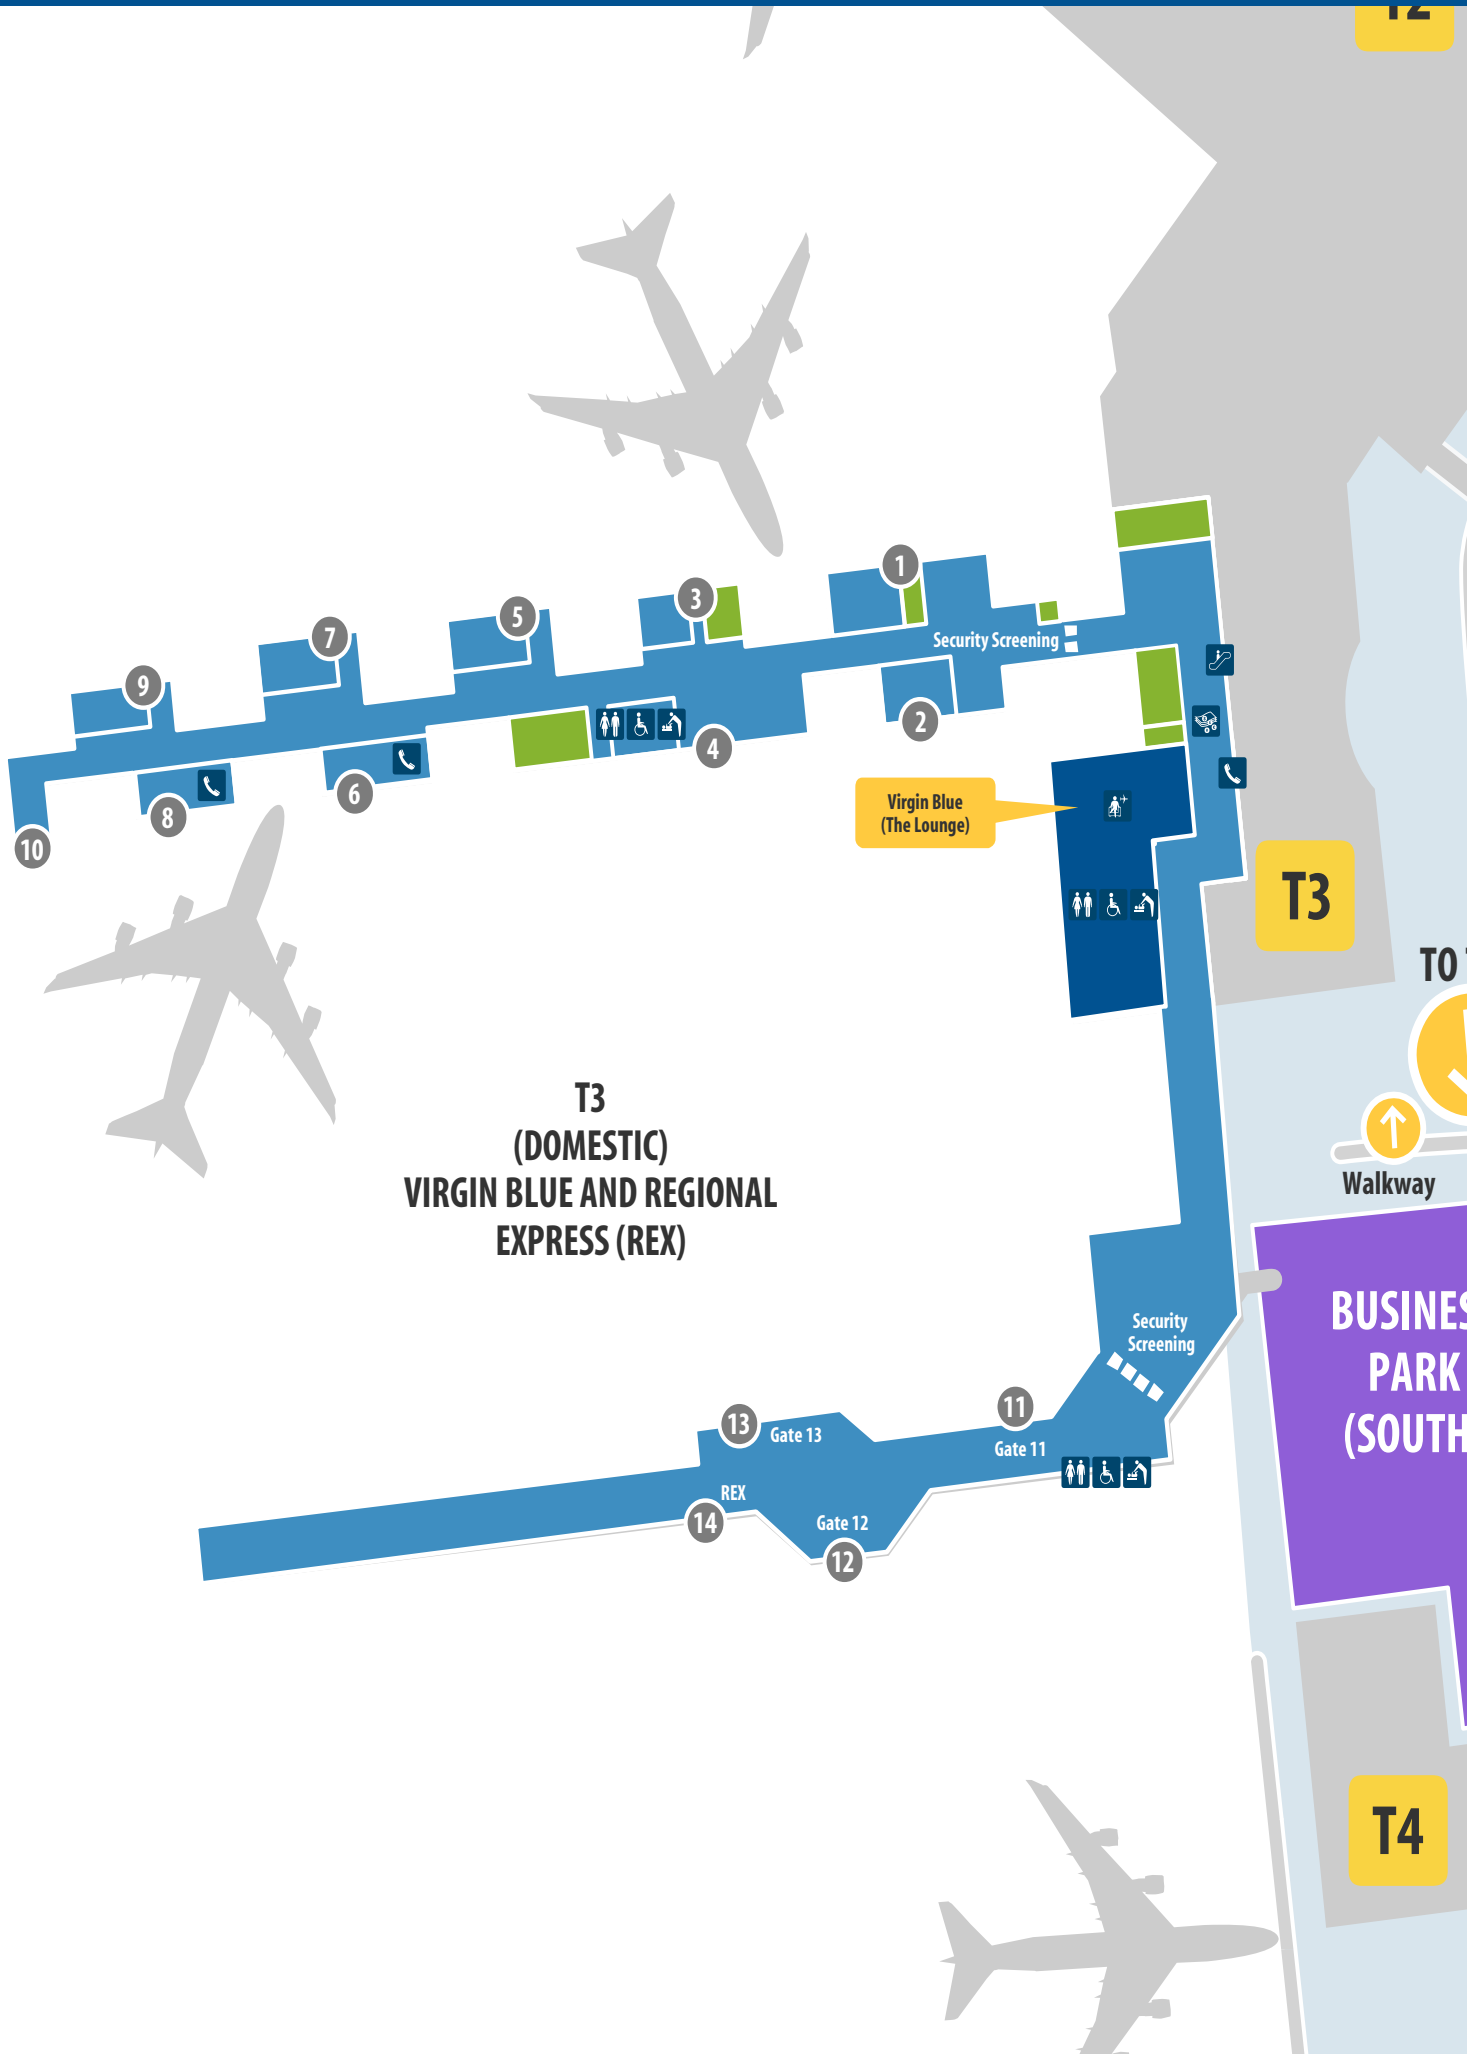 T2
1
3
5
7
9
Security Screening
2
4
6
8
10
Virgin Blue
(The Lounge)
T3
TO
T3
(DOMESTIC)
VIRGIN BLUE AND REGIONAL
EXPRESS (REX)
Walkway
BUSINES
PARK
(SOUTH
Security
Screening
11
13
Gate 13
Gate 11
REX
14
Gate 12
12
T4